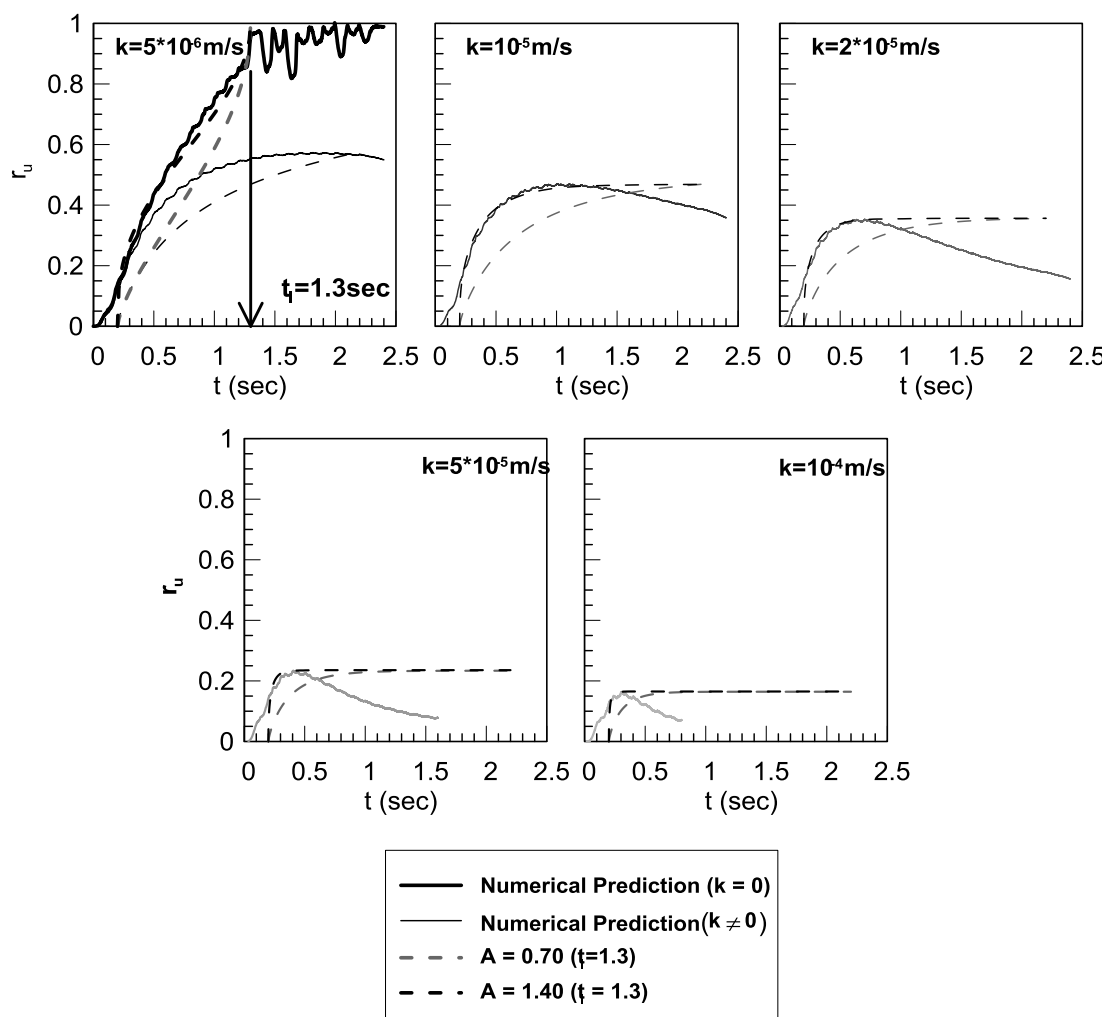 1
0.8
0.6
0.4
0.2
0
r_u
k=5*10^-6 m/s
t_l=1.3sec
0 0.5 1 1.5 2 2.5
t (sec)
k=10^-5 m/s
0 0.5 1 1.5 2 2.5
t (sec)
k=2*10^-5 m/s
0 0.5 1 1.5 2 2.5
t (sec)
1
0.8
0.6
0.4
0.2
0
r_u
k=5*10^-5 m/s
0 0.5 1 1.5 2 2.5
t (sec)
k=10^-4 m/s
0 0.5 1 1.5 2 2.5
t (sec)
Numerical Prediction (k = 0)
Numerical Prediction(k ≠ 0)
A = 0.70 (t_l=1.3)
A = 1.40 (t_l = 1.3)